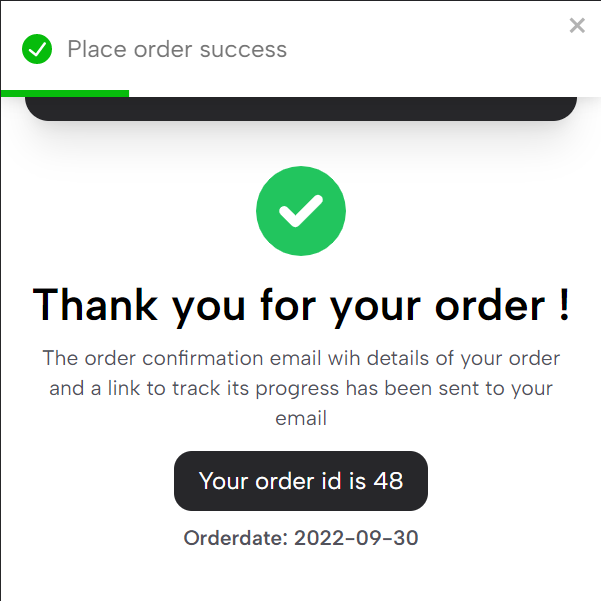 Place order success
Thank you for your order !
The order confirmation email wih details of your order
and a link to track its progress has been sent to your
email
Your order id is 48
Orderdate: 2022-09-30